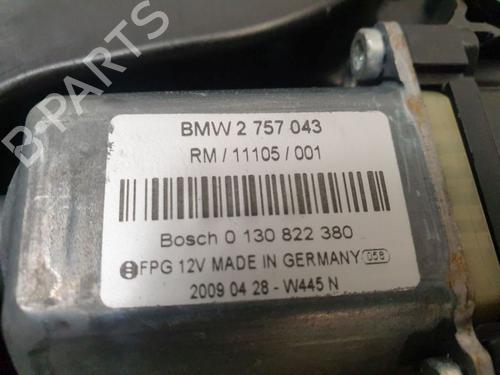 BMW 2 757 043
RM / 11105 / 001
Bosch 0 130 822 380
FPG 12V MADE IN GERMANY 058
2009 04 28 - W445 N
B-PARTS